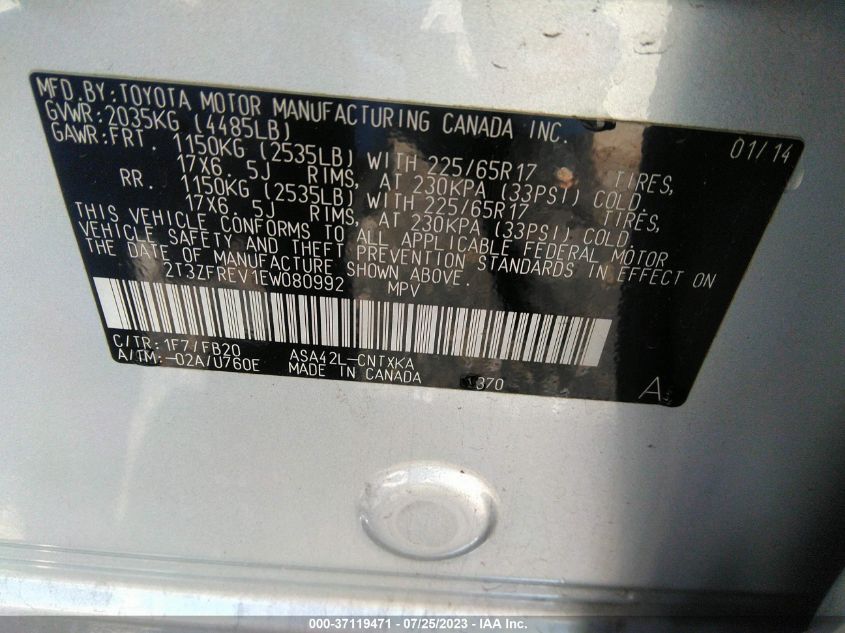 MFD.BY:TOYOTA MOTOR MANUFACTURING CANADA INC.
GVWR:2035KG (4485LB) 01/14
GAWR:FRT. 1150KG (2535LB) WITH 225/65R17 TIRES,
17X6.5J RIMS, AT 230KPA (33PSI) COLD.
RR. 1150KG (2535LB) WITH 225/65R17 TIRES,
17X6.5J RIMS, AT 230KPA (33PSI) COLD.
THIS VEHICLE CONFORMS TO ALL APPLICABLE FEDERAL MOTOR
VEHICLE SAFETY AND THEFT PREVENTION STANDARDS IN EFFECT ON
THE DATE OF MANUFACTURE SHOWN ABOVE.
2T3ZFREV1EW080992 MPV
C/TR:1F7/FB20 ASA42L-CNTXKA
A/TM:-02A/U760E MADE IN CANADA 370 A
000-37119471 - 07/25/2023 - IAA Inc.